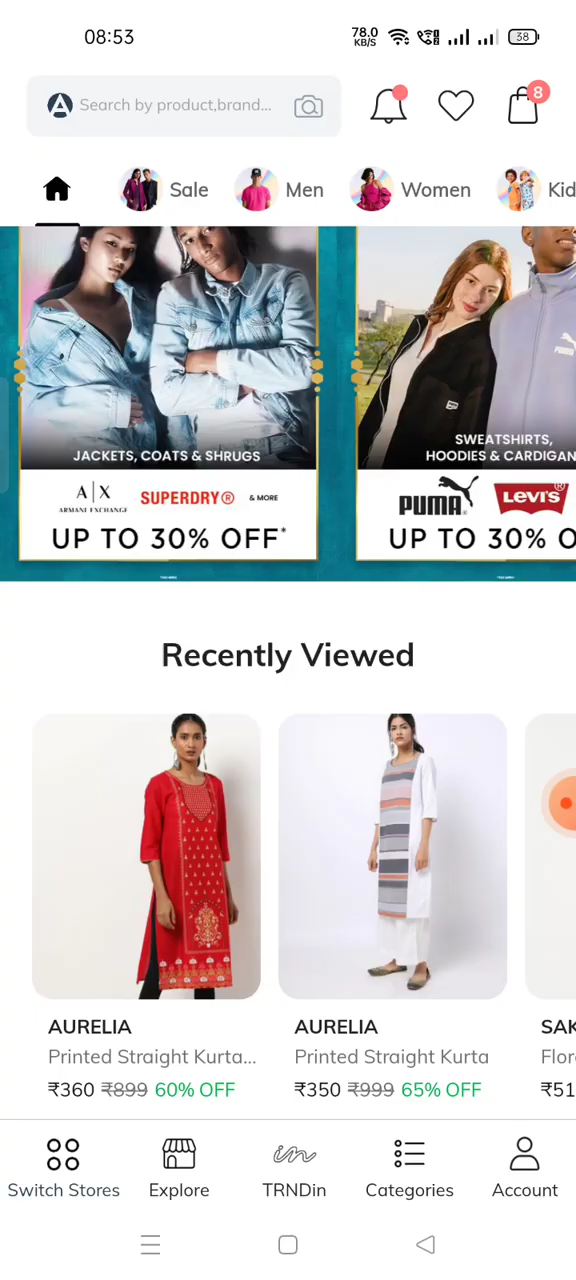 08:53
78.0
KB/S
38
Search by product,brand...
8
Sale
Men
Women
Kid
JACKETS, COATS & SHRUGS
A|X
ARMANI EXCHANGE
SUPERDRY®
& MORE
UP TO 30% OFF*
SWEATSHIRTS,
HOODIES & CARDIGAN
PUMA®
LEVI'S®
UP TO 30% O
Recently Viewed
AURELIA
Printed Straight Kurta...
₹360 ₹899 60% OFF
AURELIA
Printed Straight Kurta
₹350 ₹999 65% OFF
SAK
Flor
₹51
Switch Stores
Explore
in
TRNDin
Categories
Account